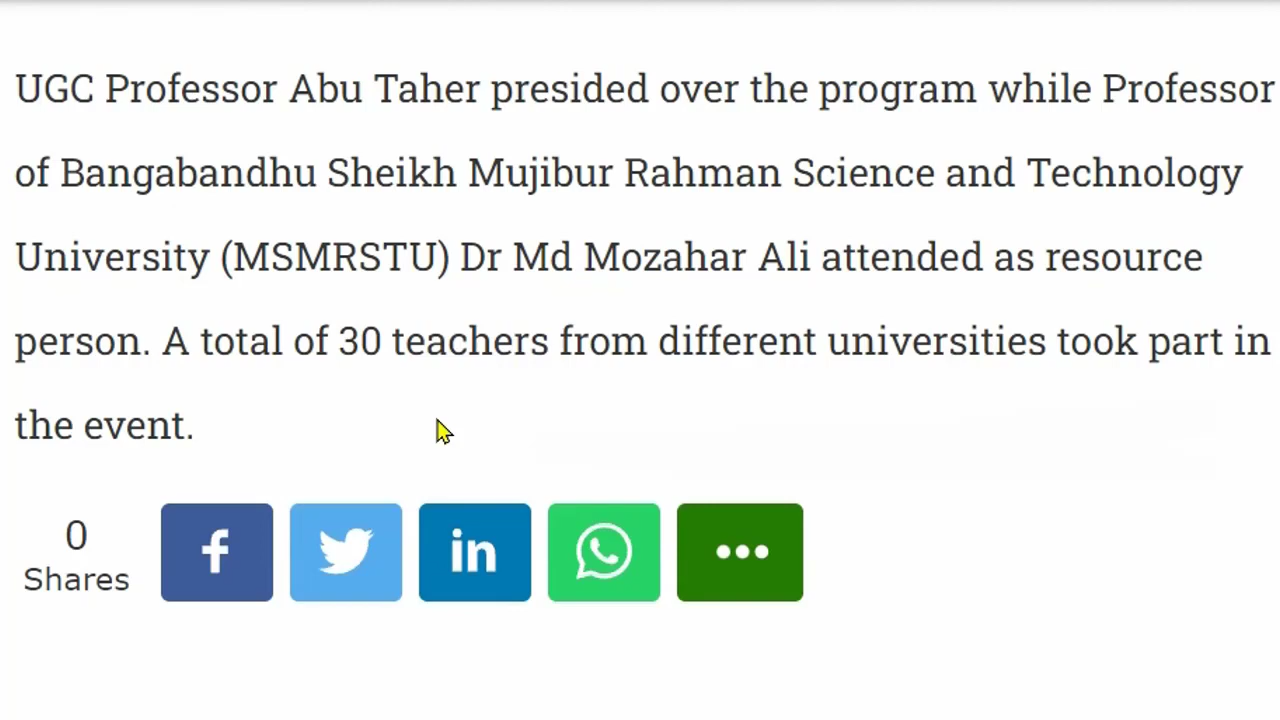 UGC Professor Abu Taher presided over the program while Professor
of Bangabandhu Sheikh Mujibur Rahman Science and Technology
University (MSMRSTU) Dr Md Mozahar Ali attended as resource
person. A total of 30 teachers from different universities took part in
the event.
0
Shares